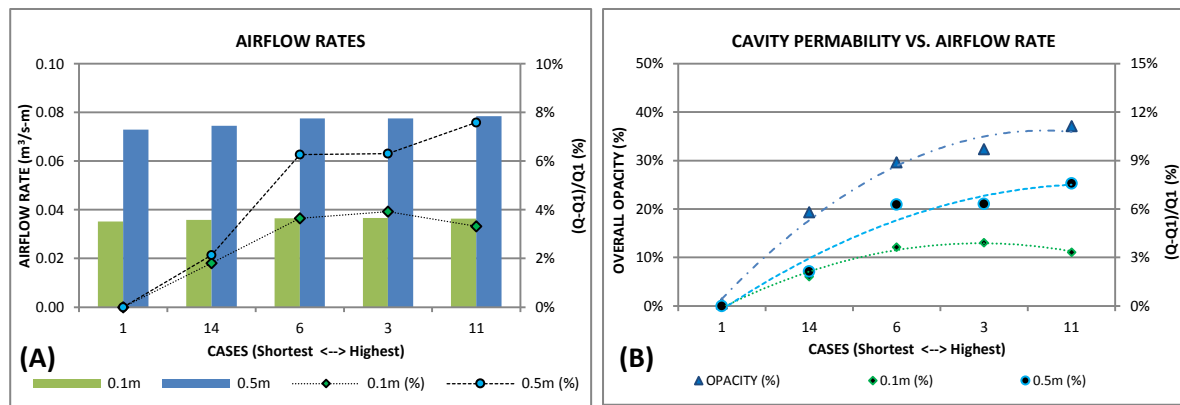 AIRFLOW RATES
AIRFLOW RATE (m³/s-m)
0.10
0.08
0.06
0.04
0.02
0.00
10%
8%
6%
4%
2%
0%
(Q-Q1)/Q1 (%)
1 14 6 3 11
CASES (Shortest <--> Highest)
(A)
0.1m 0.5m 0.1m (%) 0.5m (%)
CAVITY PERMABILITY VS. AIRFLOW RATE
OVERALL OPACITY (%)
50%
40%
30%
20%
10%
0%
15%
12%
9%
6%
3%
0%
(Q-Q1)/Q1 (%)
1 14 6 3 11
CASES (Shortest <--> Highest)
(B)
OPACITY (%) 0.1m (%) 0.5m (%)